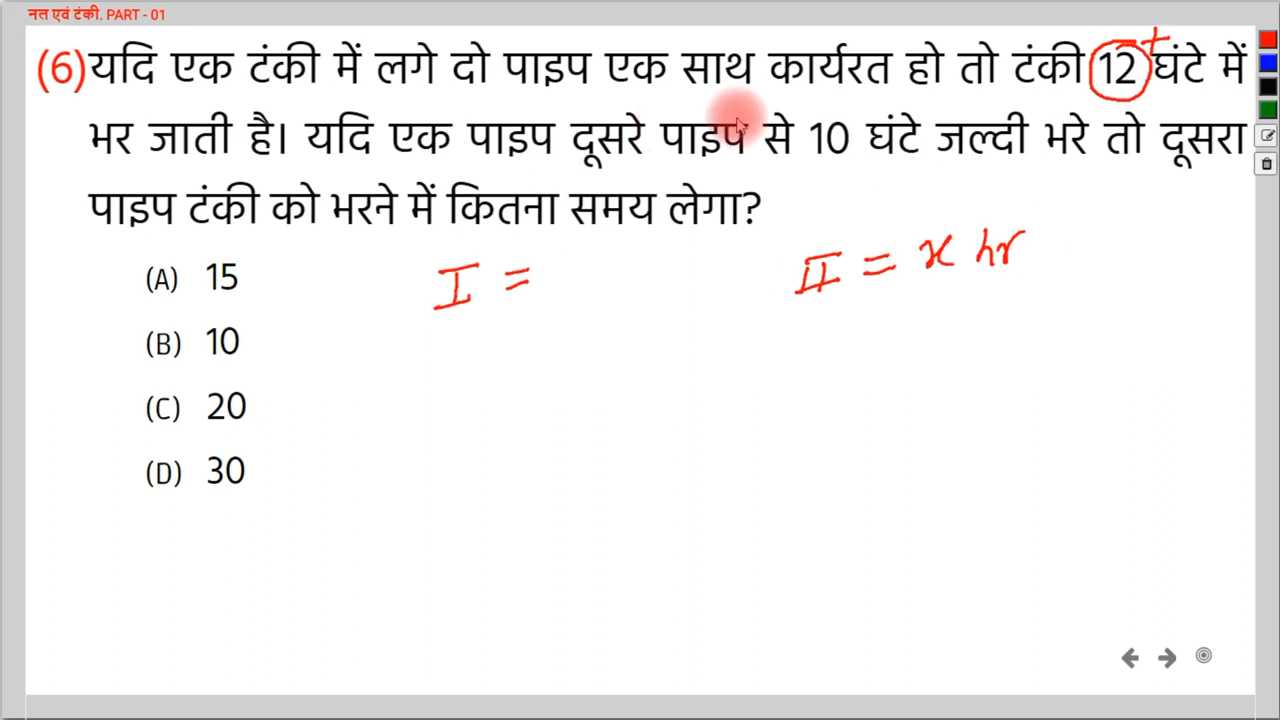 नल एवं टंकी. PART - 01
(6) यदि एक टंकी में लगे दो पाइप एक साथ कार्यरत हो तो टंकी 12 घंटे में
भर जाती है। यदि एक पाइप दूसरे पाइप से 10 घंटे जल्दी भरे तो दूसरा
पाइप टंकी को भरने में कितना समय लेगा?
I =
II = x hr
(A) 15
(B) 10
(C) 20
(D) 30